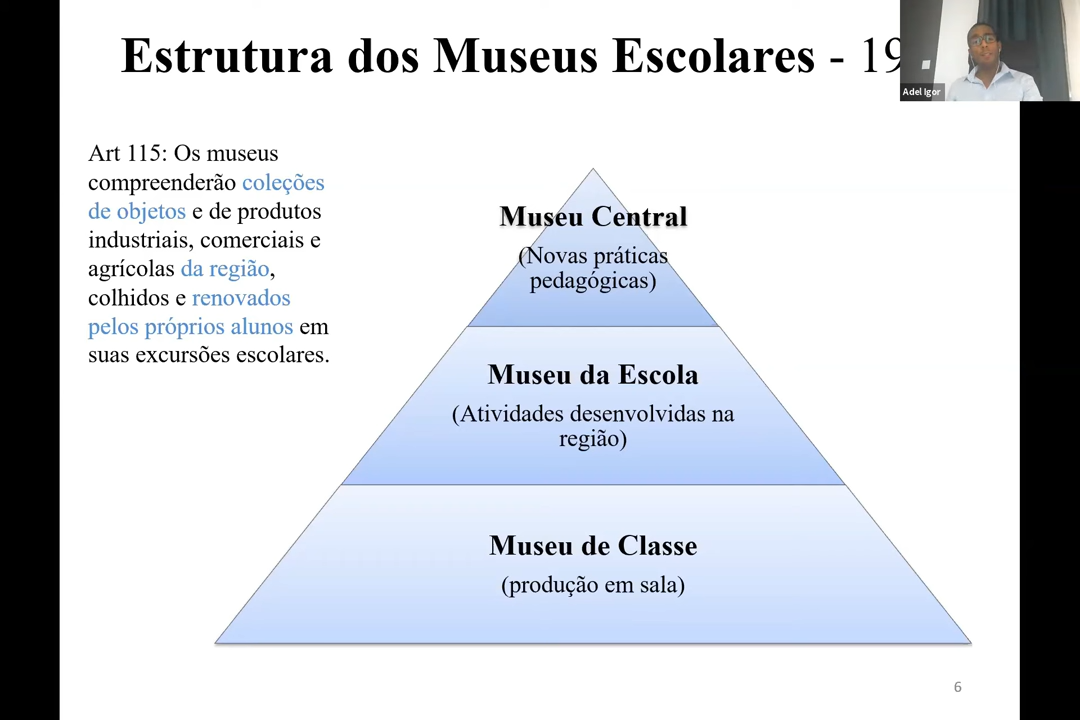 Estrutura dos Museus Escolares - 19
Adel Igor
Art 115: Os museus
compreenderão coleções
de objetos e de produtos
industriais, comerciais e
agrícolas da região,
colhidos e renovados
pelos próprios alunos em
suas excursões escolares.
Museu Central
(Novas práticas
pedagógicas)
Museu da Escola
(Atividades desenvolvidas na
região)
Museu de Classe
(produção em sala)
6